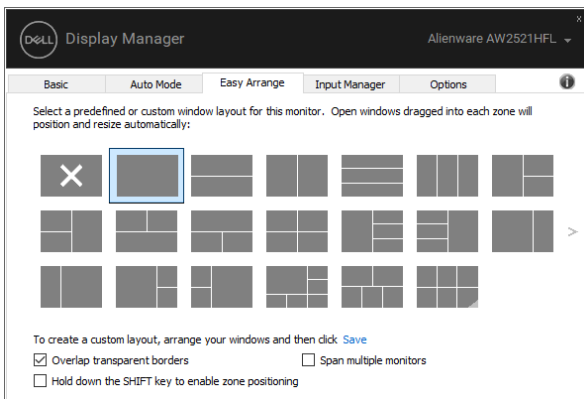 DELL Display Manager
Alienware AW2521HFL
Basic Auto Mode Easy Arrange Input Manager Options
Select a predefined or custom window layout for this monitor. Open windows dragged into each zone will
position and resize automatically:
To create a custom layout, arrange your windows and then click Save
Overlap transparent borders
Span multiple monitors
Hold down the SHIFT key to enable zone positioning